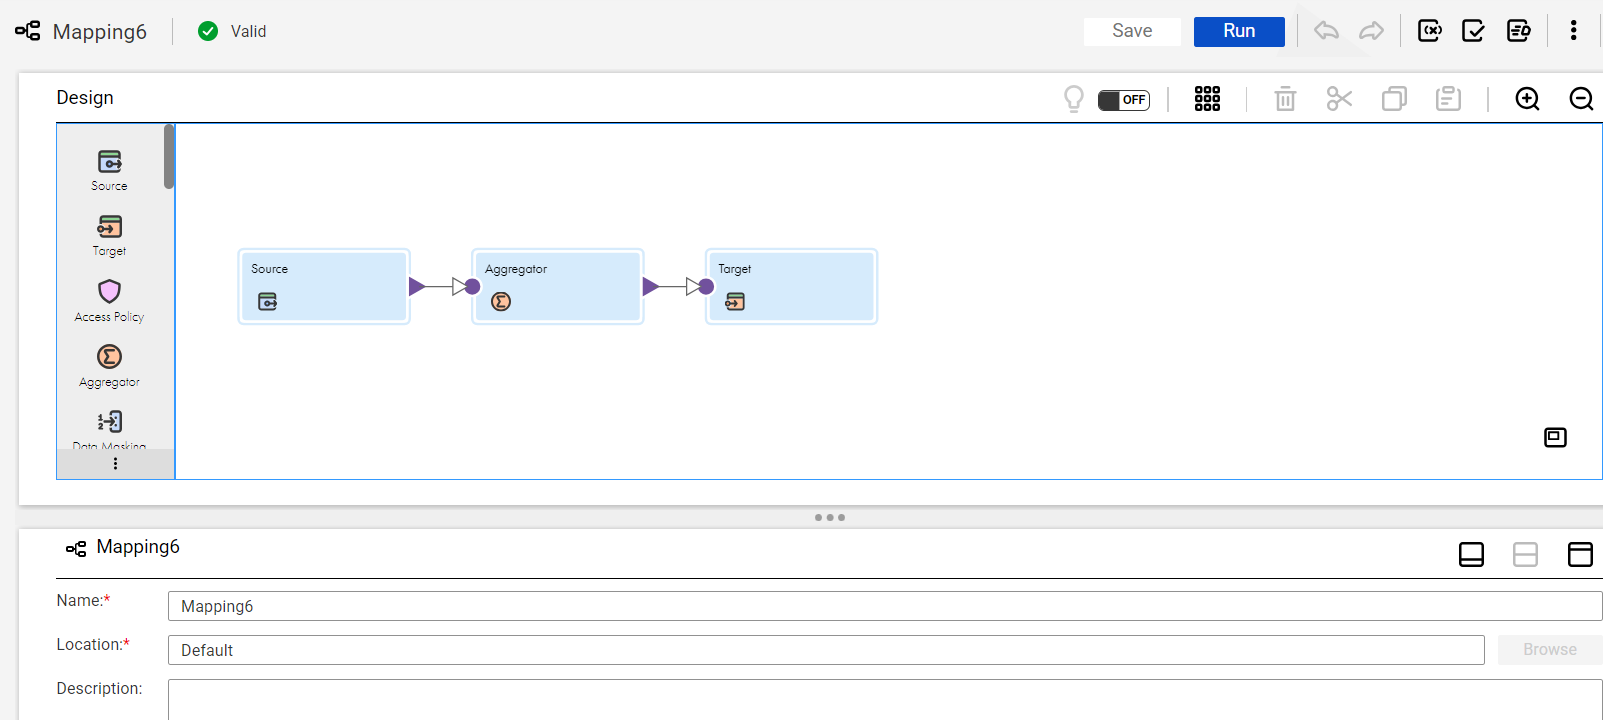 Mapping6
Valid
Save
Run
Design
OFF
Source
Target
Access Policy
Aggregator
Data Masking
Source
Aggregator
Target
Mapping6
Name:*
Mapping6
Location:*
Default
Browse
Description: